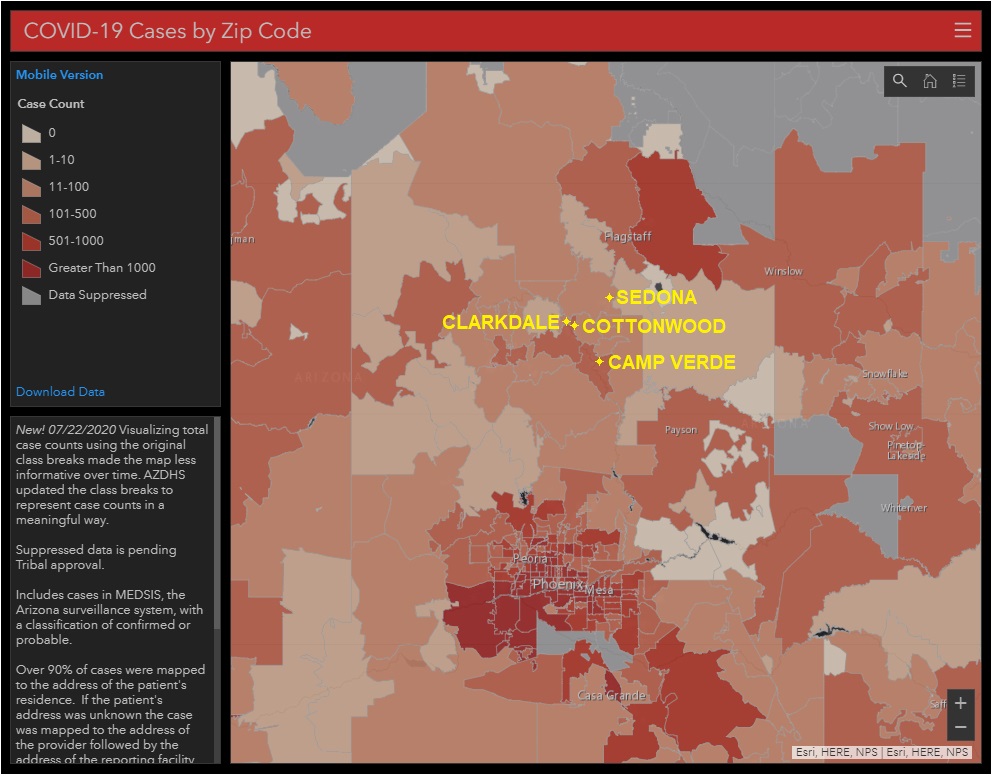 COVID-19 Cases by Zip Code
Mobile Version
Case Count
0
1-10
11-100
101-500
501-1000
Greater Than 1000
Data Suppressed
Download Data
New! 07/22/2020 Visualizing total
case counts using the original
class breaks made the map less
informative over time. AZDHS
updated the class breaks to
represent case counts in a
meaningful way.
Suppressed data is pending
Tribal approval.
Includes cases in MEDSIS, the
Arizona surveillance system, with
a classification of confirmed or
probable.
Over 90% of cases were mapped
to the address of the patient's
residence. If the patient's
address was unknown the case
was mapped to the address of
the provider followed by the
address of the reporting facility
gman
Flagstaff
Winslow
SEDONA
CLARKDALE
COTTONWOOD
CAMP VERDE
ARIZONA
Snowflake
Payson
Show Low
Pinetop-
Lakeside
Whiteriver
Peoria
Phoenix
Mesa
Casa Grande
Saff
+
−
Esri, HERE, NPS | Esri, HERE, NPS